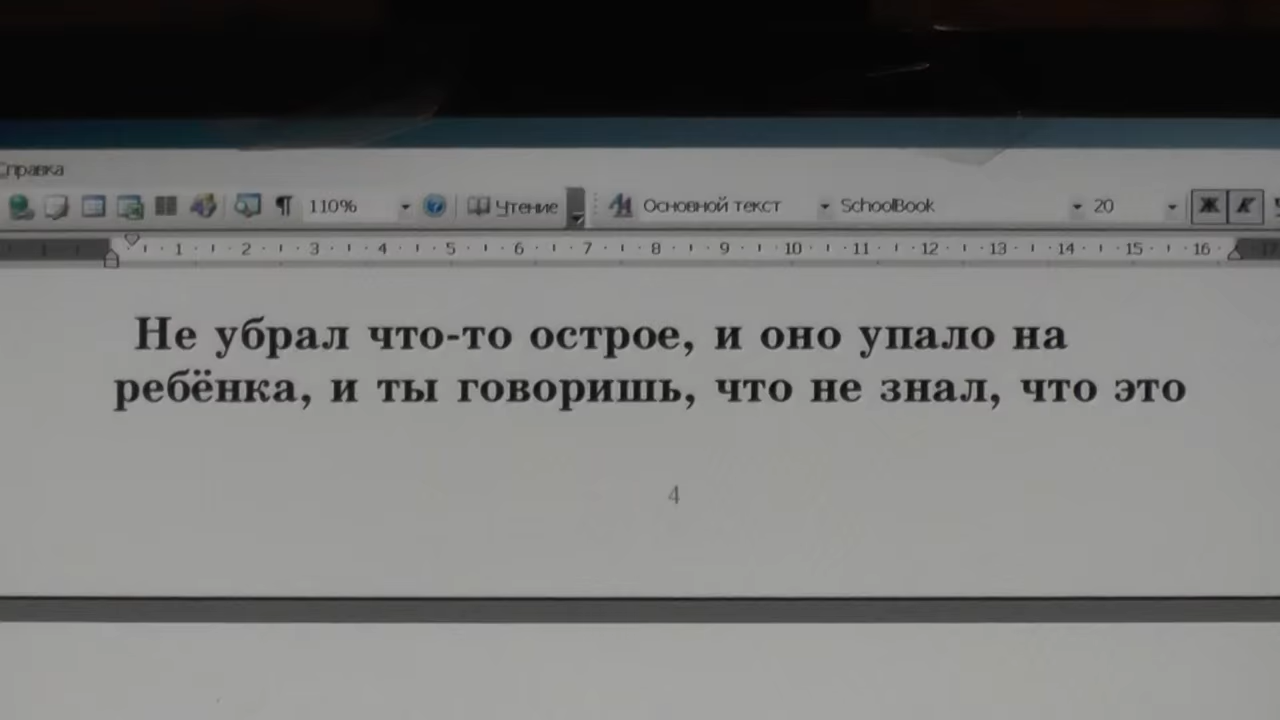 Справка
110% Чтение Основной текст SchoolBook 20 Ж К
1 2 3 4 5 6 7 8 9 10 11 12 13 14 15 16
Не убрал что-то острое, и оно упало на
ребёнка, и ты говоришь, что не знал, что это
4